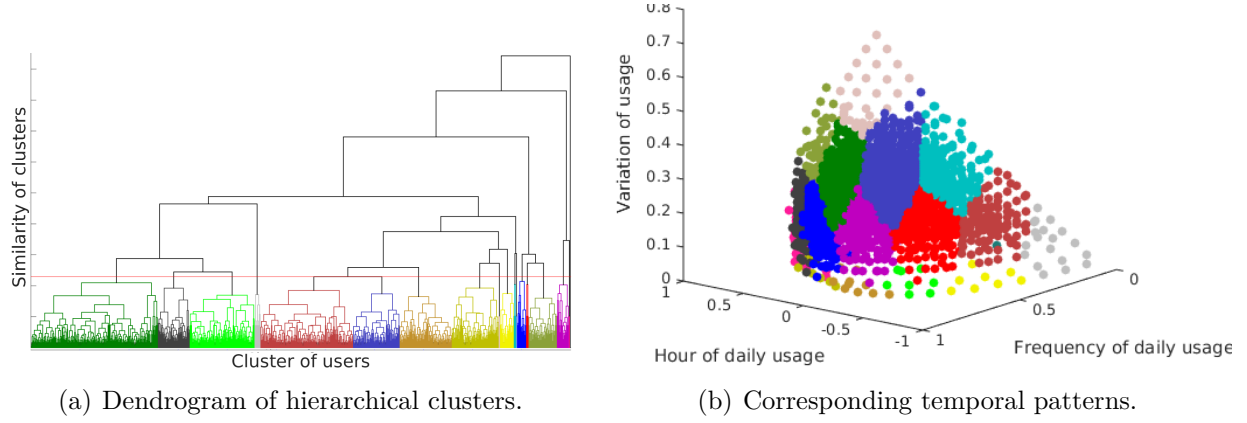 Similarity of clusters
Cluster of users
(a) Dendrogram of hierarchical clusters.
0.8
0.7
0.6
0.5
0.4
0.3
0.2
0.1
0
Variation of usage
1
0.5
0
-0.5
-1
Hour of daily usage
1
0.5
0
Frequency of daily usage
(b) Corresponding temporal patterns.